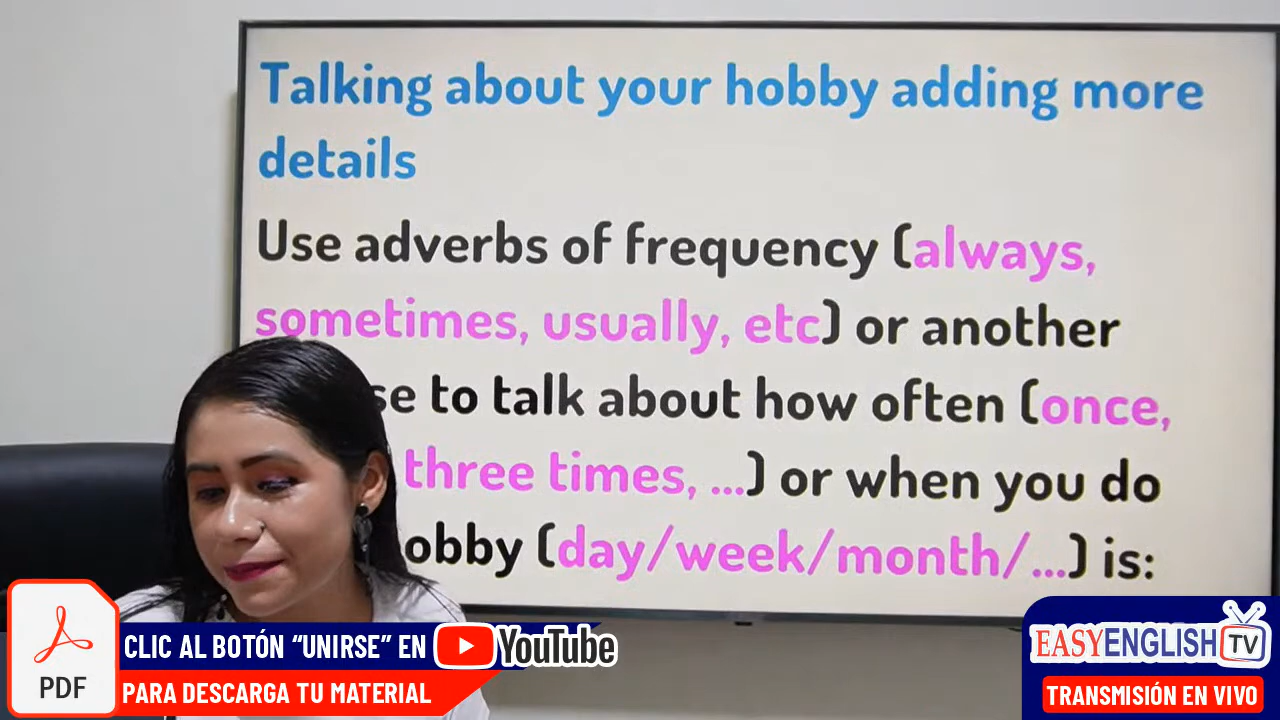 Talking about your hobby adding more
details
Use adverbs of frequency (always,
sometimes, usually, etc) or another
to talk about how often (once,
three times, ...) or when you do
(day/week/month/...) is:
PDF
CLIC AL BOTÓN “UNIRSE” EN YouTube
PARA DESCARGA TU MATERIAL
EASYENGLISH TV
TRANSMISIÓN EN VIVO